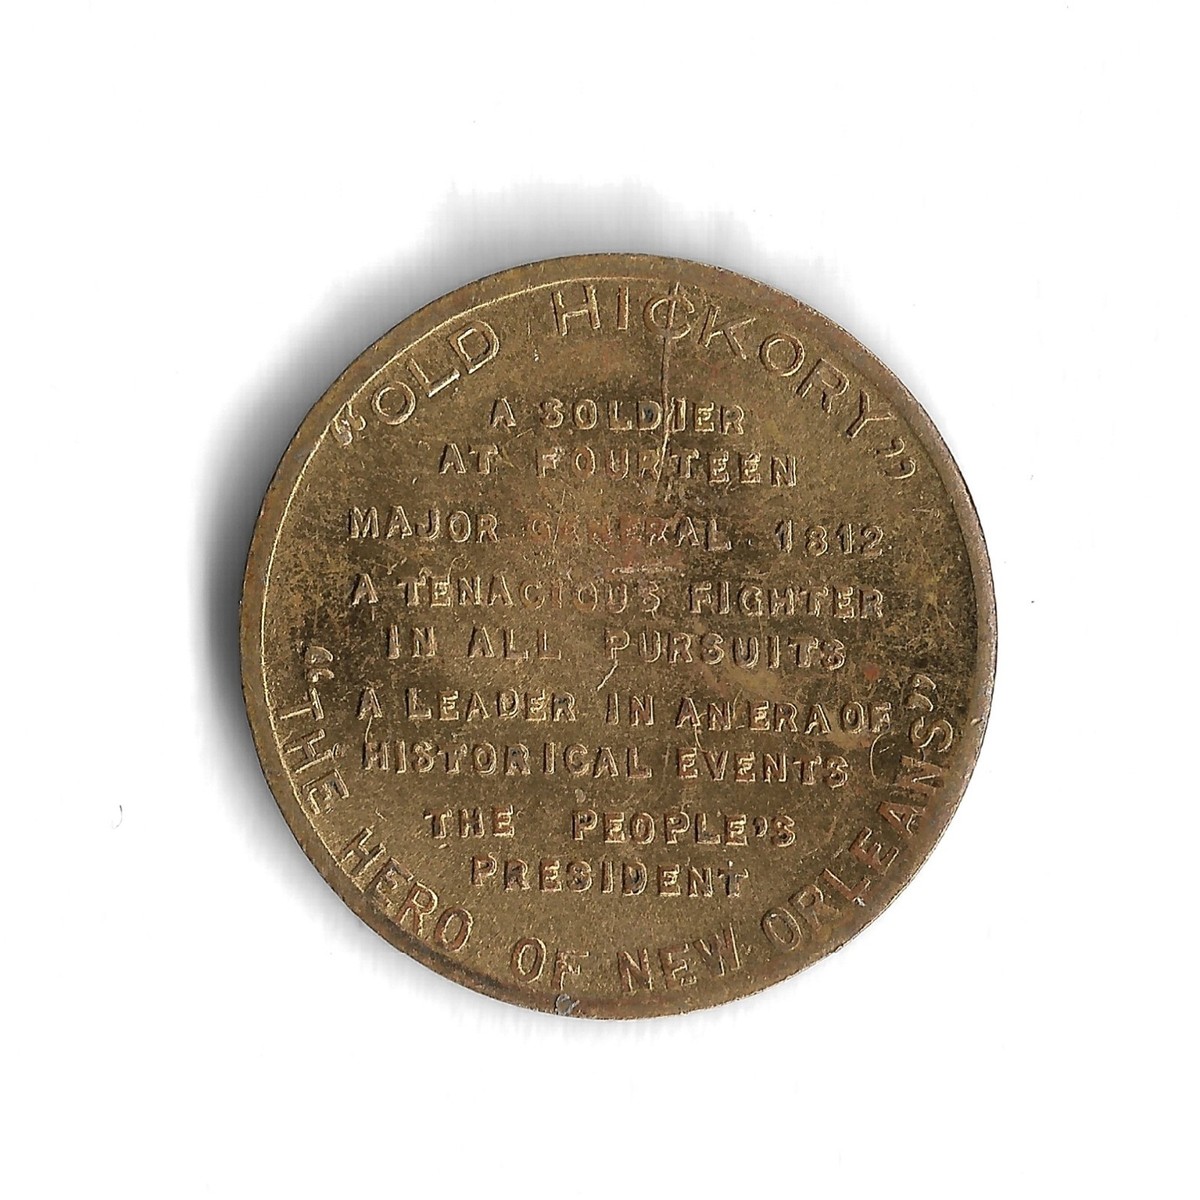 “OLD HICKORY”
A SOLDIER
AT FOURTEEN
MAJOR GENERAL 1812
A TENACIOUS FIGHTER
IN ALL PURSUITS
A LEADER IN AN ERA OF
HISTORICAL EVENTS
THE PEOPLE'S
PRESIDENT
“THE HERO OF NEW ORLEANS”